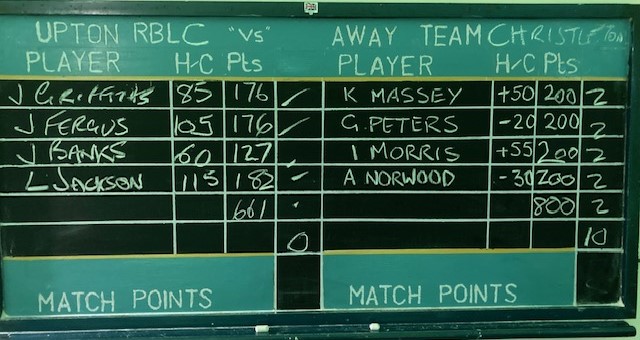 UPTON RBLC "VS" AWAY TEAM CHRISTLETON
PLAYER H/C Pts PLAYER H/C Pts
J GRIFFITHS 85 176 / K MASSEY +50 200 2
J FERGUS 105 176 / G. PETERS -20 200 2
J BANKS 60 127 I MORRIS +55 200 2
L JACKSON 115 182 - A NORWOOD -30 200 2
661 800 2
0 10
MATCH POINTS MATCH POINTS